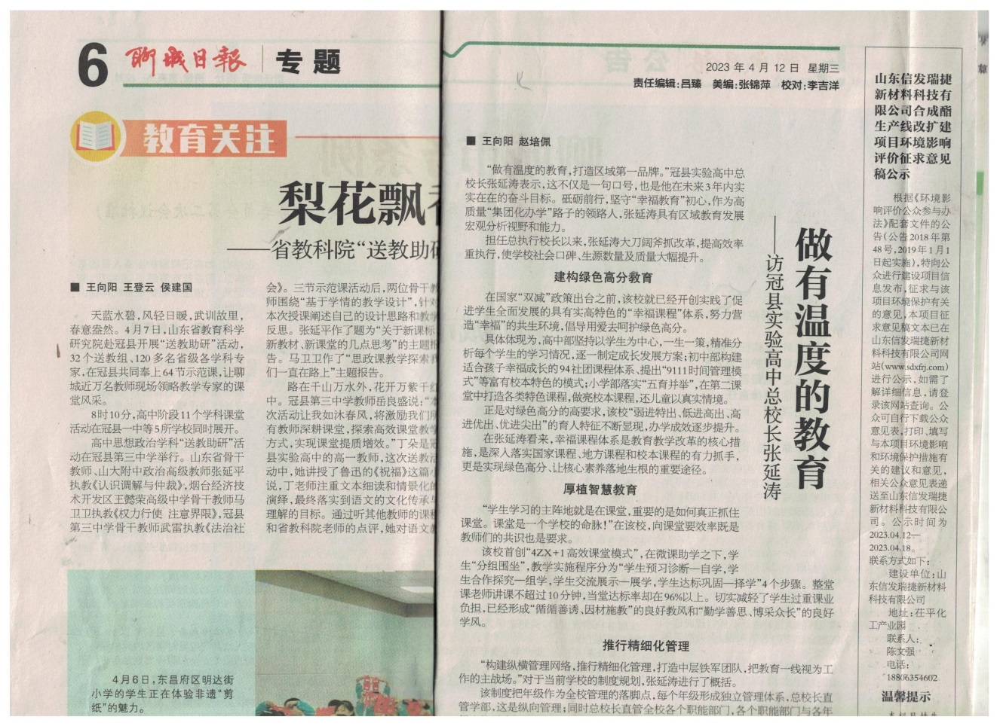 6 聊城日报 专题
教育关注
梨花飘
——省教科院“送教助研
■ 王向阳 王登云 侯建国
天蓝水碧，风轻日暖，武训故里，
春意盎然。4月7日，山东省教育科学
研究院赴冠县开展“送教助研”活动，
32个送教组、120多名省级各学科专
家，在冠县共同奉上64节示范课，让聊
城近万名教师现场领略教学专家的课
堂风采。
8时10分，高中阶段11个学科课堂
活动在冠县一中等5所学校同时展开。
高中思想政治学科“送教助研”活
动在冠县第三中学举行。山东省骨干
教师、山大附中政治高级教师张延平
执教《认识调解与仲裁》，烟台经济技
术开发区王懿荣高级中学骨干教师马
卫卫执教《权力行使 注意界限》，冠县
第三中学骨干教师武雷执教《法治社
会》。三节示范课活动后，两位骨干教
师围绕“基于学情的教学设计”，针对
本次授课阐述自己的设计思路和教学
反思。张延平作了题为“关于新课标、
新教材、新课堂的几点思考”的主题报
告。马卫卫作了“思政课教学探索我
们一直在路上”主题报告。
路在千山万水外，花开万紫千红
中。冠县第三中学教师岳良盛说：“本
次活动让我如沐春风，将激励我们所
有教师深耕课堂，探索高效课堂教学
方式，实现课堂提质增效。”丁朵是冠
县实验高中的高一教师，这次送教活
动中，她讲授了鲁迅的《祝福》这篇小
说，丁老师注重文本细读和情景化的
演绎，最终落实到语文的文化传承与
理解的目标。通过听其他教师的课程
和省教科院老师的点评，她对语文教
4月6日，东昌府区明达街
小学的学生正在体验非遗“剪
纸”的魅力。
2023年4月12日 星期三
责任编辑：吕臻 美编：张锦萍 校对：李吉洋
做有温度的教育
——访冠县实验高中总校长张延涛
■ 王向阳 赵培佩
“做有温度的教育，打造区域第一品牌。”冠县实验高中总
校长张延涛表示，这不仅是一句口号，也是他在未来3年内实
实在在的奋斗目标。砥砺前行，坚守“幸福教育”初心，作为高
质量“集团化办学”路子的领路人，张延涛具有区域教育发展
宏观分析视野和能力。
担任总执行校长以来，张延涛大刀阔斧抓改革，提高效率
重执行，使学校社会口碑、生源数量及质量大幅提升。
建构绿色高分教育
在国家“双减”政策出台之前，该校就已经开创实践了促
进学生全面发展的具有实高特色的“幸福课程”体系，努力营
造“幸福”的共生环境，倡导用爱去呵护绿色高分。
具体体现为，高中部坚持以学生为中心，一生一策，精准分
析每个学生的学习情况，逐一制定成长发展方案；初中部构建
适合孩子幸福成长的94社团课程体系、提出“9111时间管理模
式”等富有校本特色的模式；小学部落实“五育并举”，在第二课
堂中打造各类特色课程，做亮校本课程，还儿童以真实情境。
正是对绿色高分的高要求，该校“弱进特出、低进高出、高
进优出、优进尖出”的育人特征不断显现，办学成效逐步提升。
在张延涛看来，幸福课程体系是教育教学改革的核心措
施，是深入落实国家课程、地方课程和校本课程的有力抓手，
更是实现绿色高分、让核心素养落地生根的重要途径。
厚植智慧教育
“学生学习的主阵地就是在课堂，重要的是如何真正抓住
课堂。课堂是一个学校的命脉！”在该校，向课堂要效率既是
教师们的共识也是要求。
该校首创“4ZX+1高效课堂模式”，在微课助学之下，学
生“分组围坐”，教学实施程序分为“学生预习诊断—自学，学
生合作探究—组学，学生交流展示—展学，学生达标巩固—择学”4个步骤。整堂
课老师讲课不超过10分钟，当堂达标率却在96%以上。切实减轻了学生过重课业
负担，已经形成“循循善诱、因材施教”的良好教风和“勤学善思、博采众长”的良好
学风。
推行精细化管理
“构建纵横管理网络，推行精细化管理，打造中层铁军团队，把教育一线视为工
作的主战场。”对于当前学校的制度规划，张延涛进行了概括。
该制度把年级作为全校管理的落脚点，每个年级形成独立管理体系，总校长直
管学部，这是纵向管理；同时总校长直管全校各个职能部门，各个职能部门与各年
山东信发瑞捷
新材料科技有
限公司合成酯
生产线改扩建
项目环境影响
评价征求意见
稿公示
根据《环境影
响评价公众参与办
法》配套文件的公
告（公告2018年第
48号，2019年1月1
日起实施），特向公
众进行建设项目信
息发布，征求与该
项目环境保护有关
的意见，本项目征
求意见稿文本已在
山东信发瑞捷新材
料科技有限公司网
站（www.sdxfrj.com）
进行公示，如需了
解详细信息，请登
录该网站查询。公
众可自行下载公众
意见表，打印、填写
与本项目环境影响
和环境保护措施有
关的建议和意见，
相关公众意见表递
送至山东信发瑞捷
新材料科技有限公
司。公示时间为
2023.04.12—
2023.04.18。
联系方式如下：
建设单位：山
东信发瑞捷新材料
科技有限公司
地址：茌平化
工产业园
联系人：
陈文强
电话：
18806354602
温馨提示